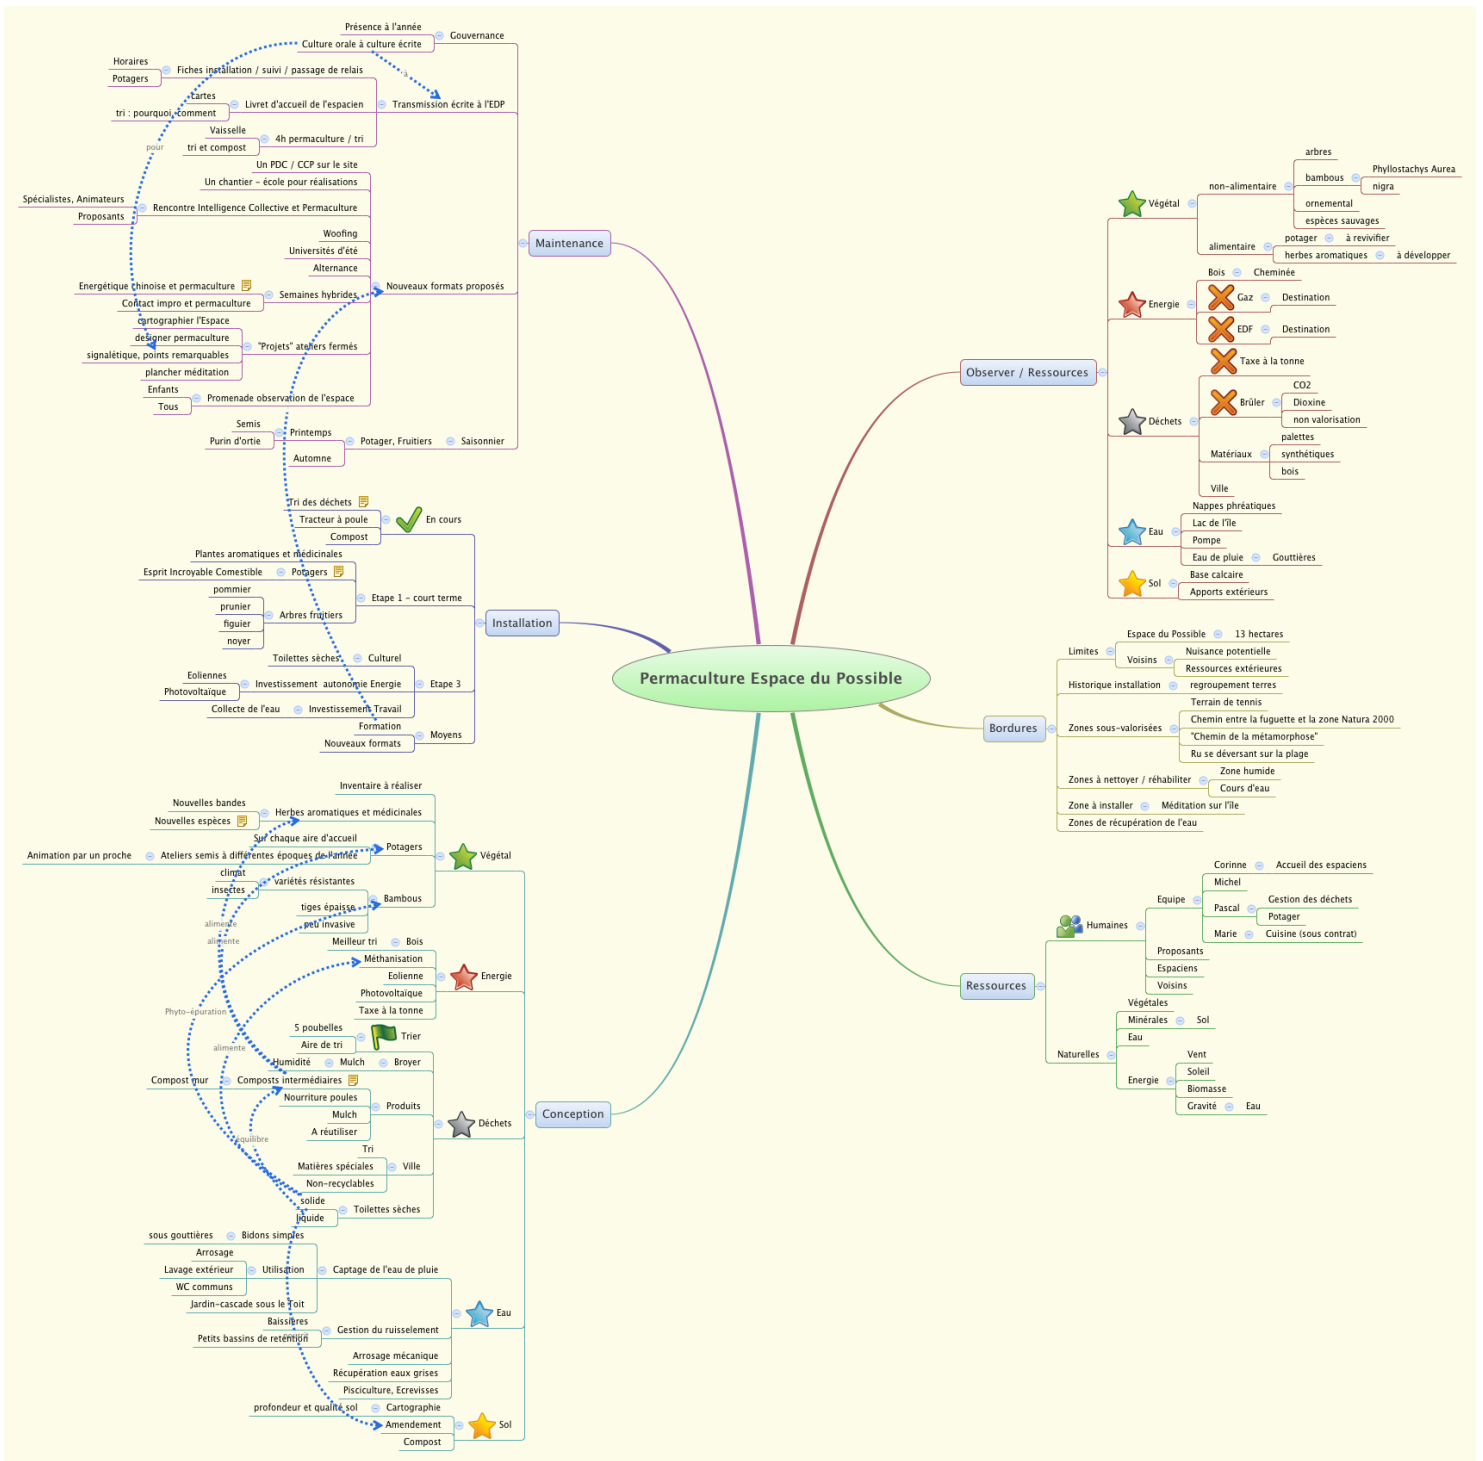 Permaculture Espace du Possible
Observer / Ressources
Végétal
non-alimentaire
arbres
bambous
Phyllostachys Aurea
nigra
ornemental
espèces sauvages
alimentaire
potager
à revivifier
herbes aromatiques
à développer
Energie
Bois
Cheminée
Gaz
Destination
EDF
Destination
Déchets
Taxe à la tonne
Brûler
CO2
Dioxine
non valorisation
Matériaux
palettes
synthétiques
bois
Ville
Eau
Nappes phréatiques
Lac de l'île
Pompe
Eau de pluie
Gouttières
Sol
Base calcaire
Apports extérieurs
Bordures
Limites
Espace du Possible
13 hectares
Voisins
Nuisance potentielle
Ressources extérieures
Historique installation
regroupement terres
Zones sous-valorisées
Terrain de tennis
Chemin entre la fuguette et la zone Natura 2000
"Chemin de la métamorphose"
Ru se déversant sur la plage
Zones à nettoyer / réhabiliter
Zone humide
Cours d'eau
Zone à installer
Méditation sur l'île
Zones de récupération de l'eau
Ressources
Humaines
Equipe
Corinne
Accueil des espaciens
Michel
Pascal
Gestion des déchets
Potager
Marie
Cuisine (sous contrat)
Proposants
Espaciens
Voisins
Naturelles
Végétales
Minérales
Sol
Eau
Energie
Vent
Soleil
Biomasse
Gravité
Eau
Maintenance
Gouvernance
Présence à l'année
Culture orale à culture écrite
à
pour
Transmission écrite à l'EDP
Fiches installation / suivi / passage de relais
Horaires
Potagers
Livret d'accueil de l'espacien
cartes
tri : pourquoi, comment
4h permaculture / tri
Vaisselle
tri et compost
Nouveaux formats proposés
Un PDC / CCP sur le site
Un chantier - école pour réalisations
Rencontre Intelligence Collective et Permaculture
Spécialistes, Animateurs
Proposants
Woofing
Universités d'été
Alternance
Semaines hybrides
Energétique chinoise et permaculture
Contact impro et permaculture
"Projets" ateliers fermés
cartographier l'Espace
designer permaculture
signalétique, points remarquables
plancher méditation
Promenade observation de l'espace
Enfants
Tous
Saisonnier
Potager, Fruitiers
Printemps
Semis
Purin d'ortie
Automne
Installation
En cours
Tri des déchets
Tracteur à poule
Compost
Etape 1 - court terme
Plantes aromatiques et médicinales
Potagers
Esprit Incroyable Comestible
Arbres fruitiers
pommier
prunier
figuier
noyer
Etape 3
Culturel
Toilettes sèches
Investissement autonomie Energie
Eoliennes
Photovoltaïque
Investissement Travail
Collecte de l'eau
Moyens
Formation
Nouveaux formats
Conception
Végétal
Inventaire à réaliser
Herbes aromatiques et médicinales
Nouvelles bandes
Nouvelles espèces
Potagers
Sur chaque aire d'accueil
Ateliers semis à différentes époques de l'année
Animation par un proche
Bambous
variétés résistantes
climat
insectes
tiges épaisse
peu invasive
alimente
alimente
Phyto-épuration
alimente
équilibre
Energie
Bois
Meilleur tri
Méthanisation
Eolienne
Photovoltaïque
Taxe à la tonne
Déchets
Trier
5 poubelles
Aire de tri
Broyer
Mulch
Humidité
Produits
Composts intermédiaires
Compost mur
Nourriture poules
Mulch
A réutiliser
Ville
Tri
Matières spéciales
Non-recyclables
Toilettes sèches
solide
liquide
Eau
Captage de l'eau de pluie
Bidons simples
sous gouttières
Utilisation
Arrosage
Lavage extérieur
WC communs
Jardin-cascade sous le Toit
Gestion du ruisselement
Baissières
Petits bassins de retention
Arrosage mécanique
Récupération eaux grises
Pisciculture, Ecrevisses
Sol
Cartographie
profondeur et qualité sol
Amendement
Compost